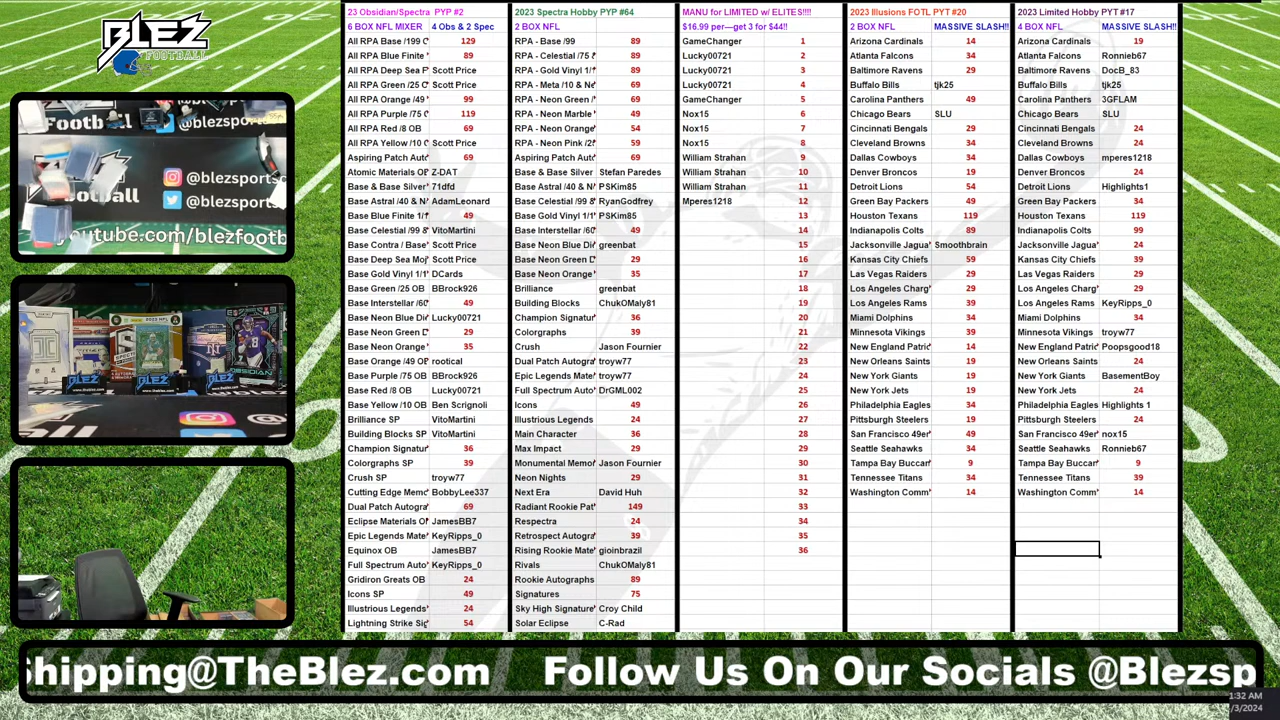 BLEZ
FOOTBALL
Football
@blezsports
@blezsports
youtube.com/blezfootb
23 Obsidian/Spectra PYP #2
6 BOX NFL MIXER 4 Obs & 2 Spec
All RPA Base /199 129
All RPA Blue Finite 89
All RPA Deep Sea Scott Price
All RPA Green /25 Scott Price
All RPA Orange /49 99
All RPA Purple /75 119
All RPA Red /8 OB 69
All RPA Yellow /10 Scott Price
Aspiring Patch Aut 69
Atomic Materials O Z-DAT
Base & Base Silver 71dfd
Base Astral /40 & N AdamLeonard
Base Blue Finite 1/ 49
Base Celestial /99 VitoMartini
Base Contra / Base Scott Price
Base Deep Sea Moj Scott Price
Base Gold Vinyl 1/1 DCards
Base Green /25 OB BBrock926
Base Interstellar /60 49
Base Neon Blue Di Lucky00721
Base Neon Green 29
Base Neon Orange 35
Base Orange /49 OB rootical
Base Purple /75 OB BBrock926
Base Red /8 OB Lucky00721
Base Yellow /10 OB Ben Scrignoli
Brilliance SP VitoMartini
Building Blocks SP VitoMartini
Champion Signatu 36
Colorgraphs SP 39
Crush SP troyw77
Cutting Edge Memo BobbyLee337
Dual Patch Autogra 69
Eclipse Materials O JamesBB7
Epic Legends Mate KeyRipps_0
Equinox OB JamesBB7
Full Spectrum Auto KeyRipps_0
Gridiron Greats OB 24
Icons SP 49
Illustrious Legends 24
Lightning Strike Sig 54
2023 Spectra Hobby PYP #64
2 BOX NFL
RPA - Base /99 89
RPA - Celestial /75 89
RPA - Gold Vinyl 1/ 89
RPA - Meta /10 & Ne 69
RPA - Neon Green / 69
RPA - Neon Marble 49
RPA - Neon Orange 54
RPA - Neon Pink /2 59
Aspiring Patch Aut 69
Base & Base Silver Stefan Paredes
Base Astral /40 & N PSKim85
Base Celestial /99 RyanGodfrey
Base Gold Vinyl 1/1 PSKim85
Base Interstellar /60 49
Base Neon Blue Di greenbat
Base Neon Green 29
Base Neon Orange 35
Brilliance greenbat
Building Blocks ChukOMaly81
Champion Signatur 36
Colorgraphs 39
Crush Jason Fournier
Dual Patch Autogra troyw77
Epic Legends Mate troyw77
Full Spectrum Auto DrGML002
Icons 49
Illustrious Legends 24
Main Character 36
Max Impact 29
Monumental Memo Jason Fournier
Neon Nights 29
Next Era David Huh
Radiant Rookie Pat 149
Respectra 24
Retrospect Autogra 39
Rising Rookie Mate gioinbrazil
Rivals ChukOMaly81
Rookie Autographs 89
Signatures 75
Sky High Signature Croy Child
Solar Eclipse C-Rad
MANU for LIMITED w/ ELITES!!!!
$16.99 per----get 3 for $44!!
GameChanger 1
Lucky00721 2
Lucky00721 3
Lucky00721 4
GameChanger 5
Nox15 6
Nox15 7
Nox15 8
William Strahan 9
William Strahan 10
William Strahan 11
Mperes1218 12
13
14
15
16
17
18
19
20
21
22
23
24
25
26
27
28
29
30
31
32
33
34
35
36
2023 Illusions FOTL PYT #20
2 BOX NFL MASSIVE SLASH!!
Arizona Cardinals 14
Atlanta Falcons 34
Baltimore Ravens 29
Buffalo Bills tjk25
Carolina Panthers 49
Chicago Bears SLU
Cincinnati Bengals 29
Cleveland Browns 34
Dallas Cowboys 34
Denver Broncos 19
Detroit Lions 54
Green Bay Packers 49
Houston Texans 119
Indianapolis Colts 89
Jacksonville Jagua Smoothbrain
Kansas City Chiefs 59
Las Vegas Raiders 29
Los Angeles Charg 29
Los Angeles Rams 39
Miami Dolphins 34
Minnesota Vikings 39
New England Patric 14
New Orleans Saints 19
New York Giants 19
New York Jets 19
Philadelphia Eagles 34
Pittsburgh Steelers 19
San Francisco 49er 49
Seattle Seahawks 34
Tampa Bay Buccan 9
Tennessee Titans 34
Washington Comm 14
2023 Limited Hobby PYT #17
4 BOX NFL MASSIVE SLASH!!
Arizona Cardinals 19
Atlanta Falcons Ronnieb67
Baltimore Ravens DocB_83
Buffalo Bills tjk25
Carolina Panthers 3GFLAM
Chicago Bears SLU
Cincinnati Bengals 24
Cleveland Browns 24
Dallas Cowboys mperes1218
Denver Broncos 24
Detroit Lions Highlights1
Green Bay Packers 34
Houston Texans 119
Indianapolis Colts 99
Jacksonville Jagua 24
Kansas City Chiefs 39
Las Vegas Raiders 29
Los Angeles Charg 29
Los Angeles Rams KeyRipps_0
Miami Dolphins 34
Minnesota Vikings troyw77
New England Patric Poopsgood18
New Orleans Saints 24
New York Giants BasementBoy
New York Jets 24
Philadelphia Eagles Highlights 1
Pittsburgh Steelers 24
San Francisco 49er nox15
Seattle Seahawks Ronnieb67
Tampa Bay Buccan 9
Tennessee Titans 39
Washington Comm 14
BLEZ
BLEZ
BLEZ
OBSIDIAN
Shipping@TheBlez.com Follow Us On Our Socials @Blezsp
1:32 AM
/3/2024